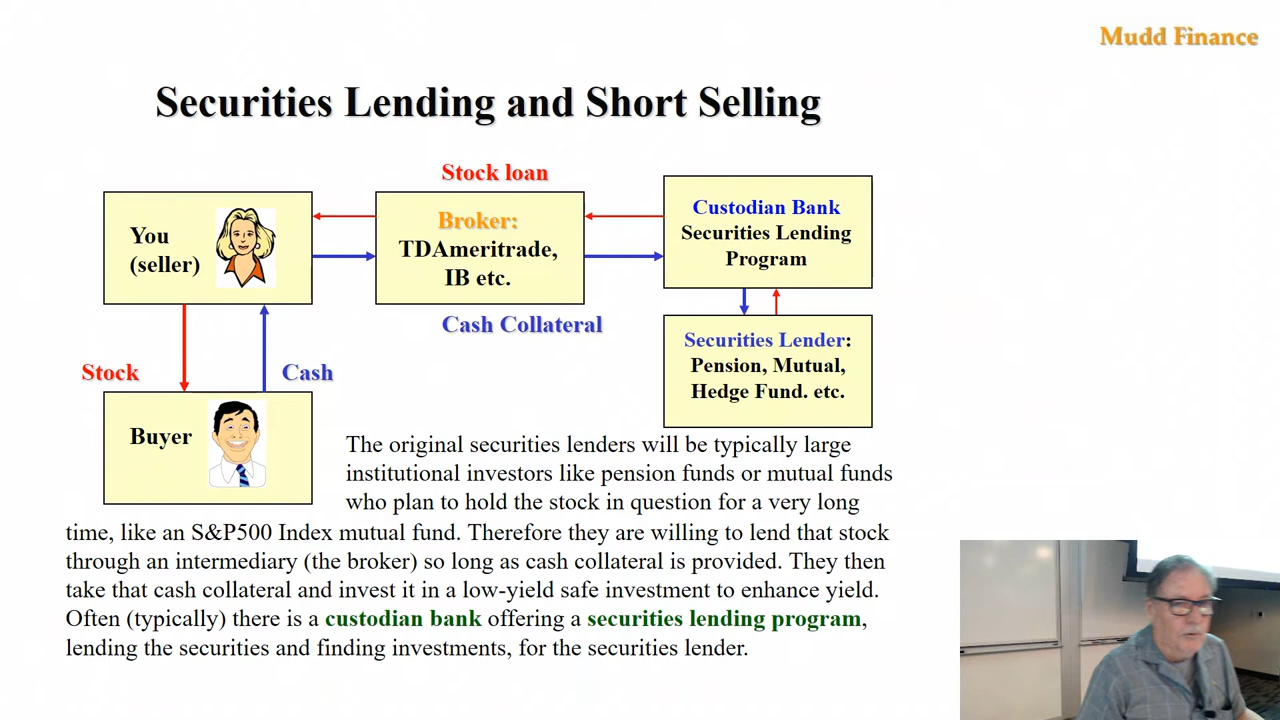 Mudd Finance
Securities Lending and Short Selling
Stock loan
You
(seller)
Broker:
TDAmeritrade,
IB etc.
Custodian Bank
Securities Lending
Program
Cash Collateral
Securities Lender:
Pension, Mutual,
Hedge Fund. etc.
Stock
Cash
Buyer
The original securities lenders will be typically large
institutional investors like pension funds or mutual funds
who plan to hold the stock in question for a very long
time, like an S&P500 Index mutual fund. Therefore they are willing to lend that stock
through an intermediary (the broker) so long as cash collateral is provided. They then
take that cash collateral and invest it in a low-yield safe investment to enhance yield.
Often (typically) there is a custodian bank offering a securities lending program,
lending the securities and finding investments, for the securities lender.